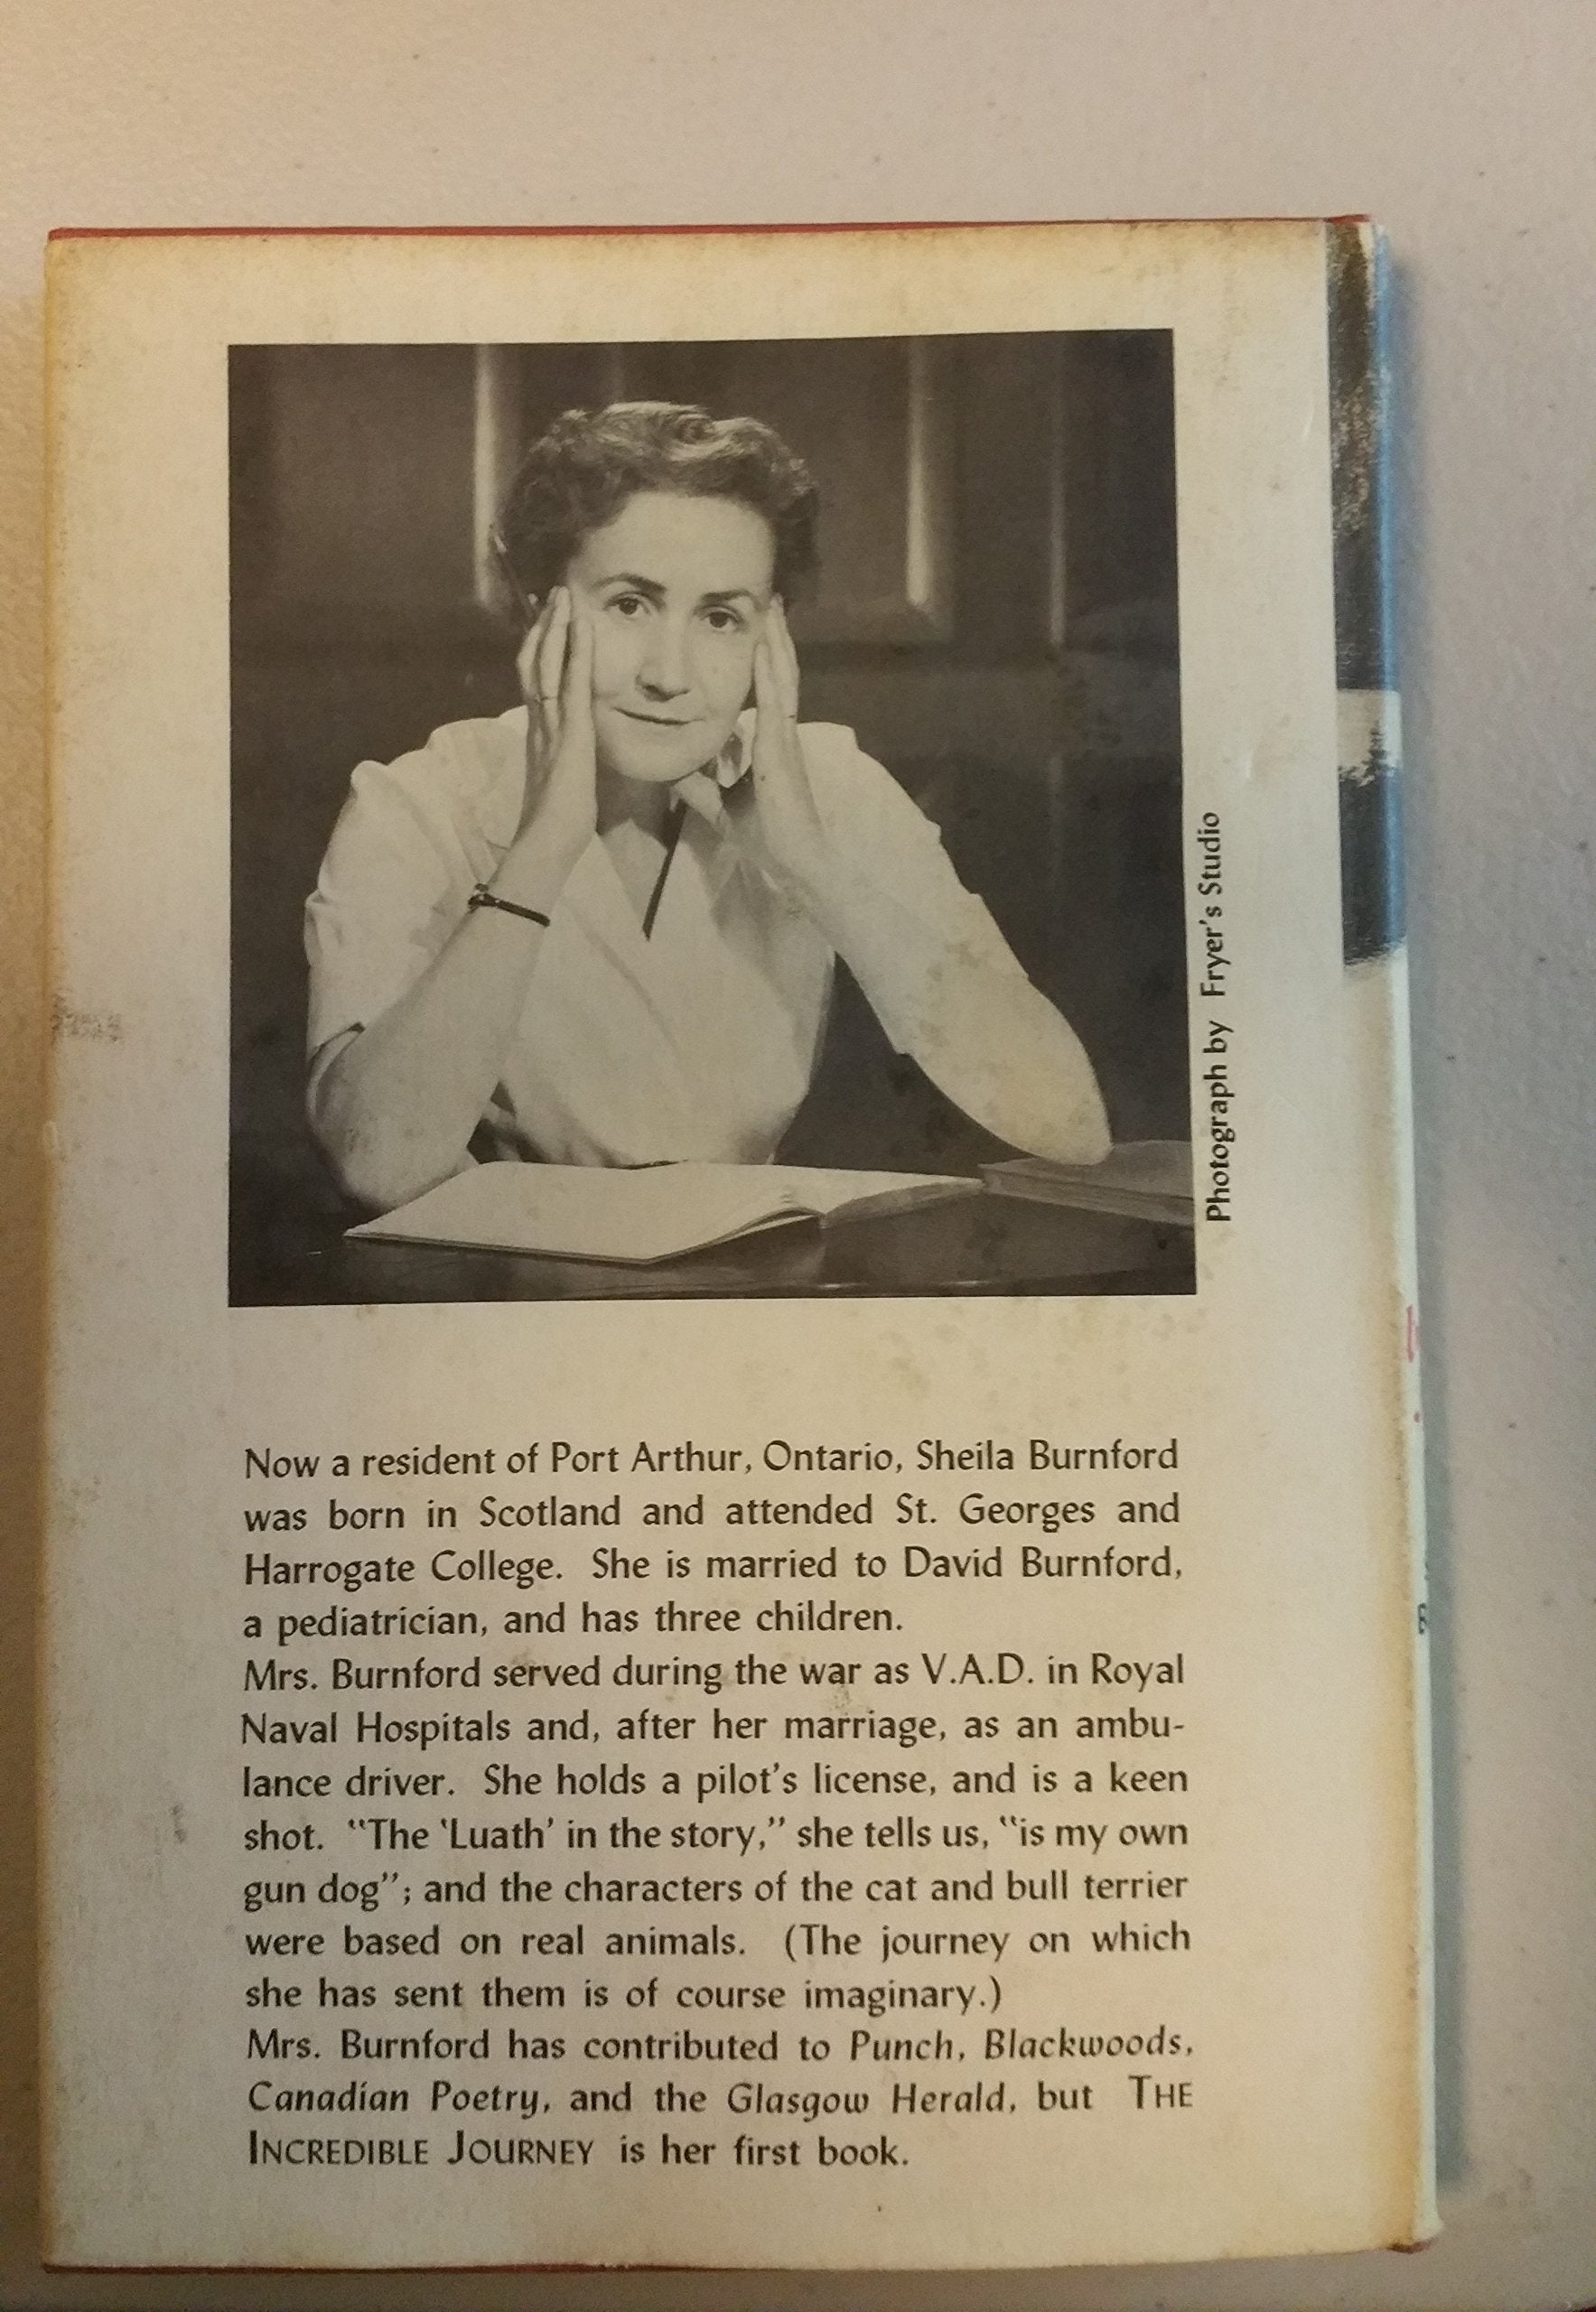 Photograph by Fryer's Studio
Now a resident of Port Arthur, Ontario, Sheila Burnford
was born in Scotland and attended St. Georges and
Harrogate College. She is married to David Burnford,
a pediatrician, and has three children.
Mrs. Burnford served during the war as V.A.D. in Royal
Naval Hospitals and, after her marriage, as an ambu-
lance driver. She holds a pilot's license, and is a keen
shot. "The 'Luath' in the story," she tells us, "is my own
gun dog"; and the characters of the cat and bull terrier
were based on real animals. (The journey on which
she has sent them is of course imaginary.)
Mrs. Burnford has contributed to Punch, Blackwoods,
Canadian Poetry, and the Glasgow Herald, but THE
INCREDIBLE JOURNEY is her first book.